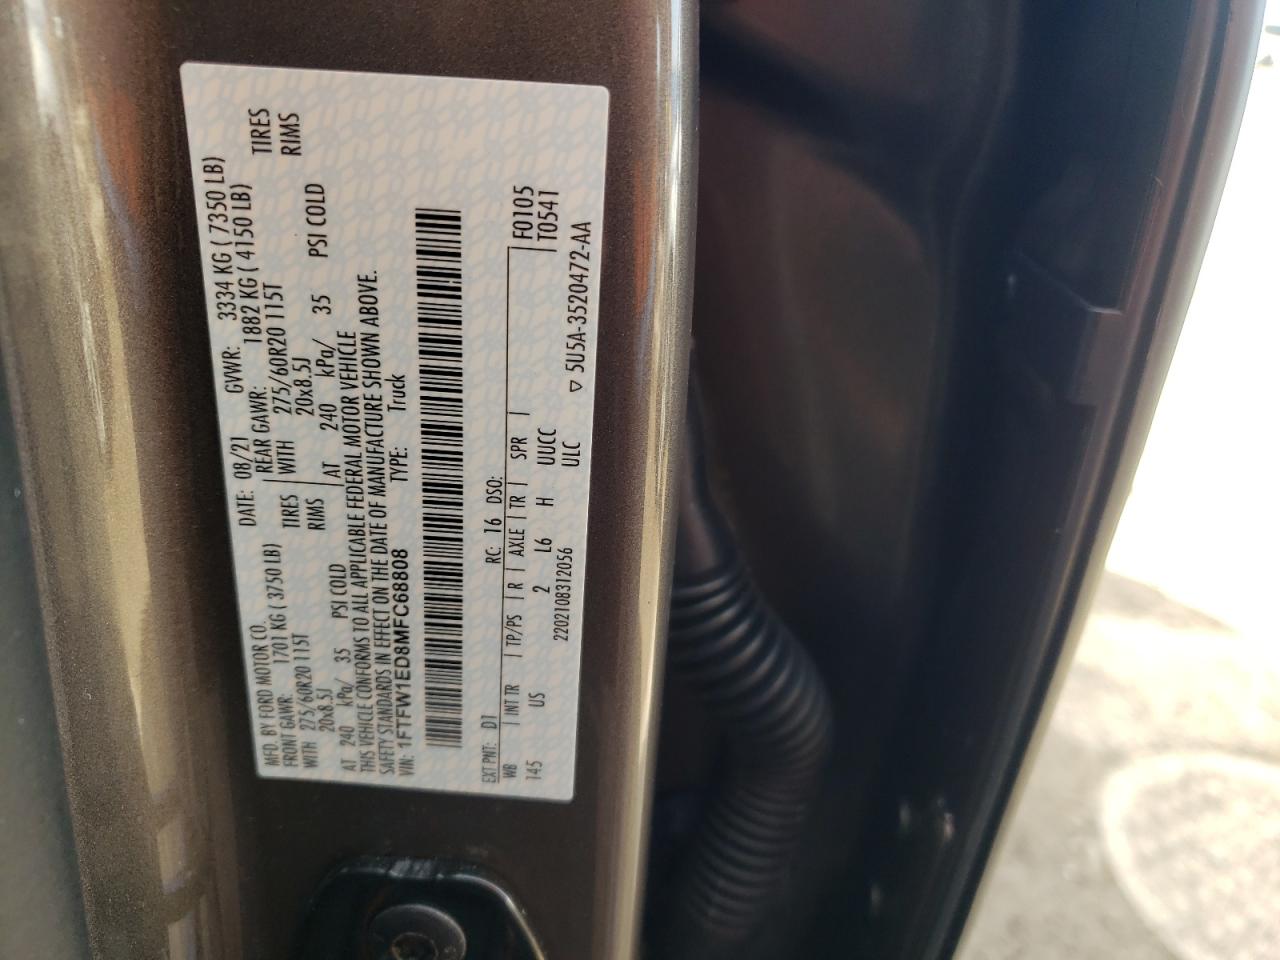 MFD. BY FORD MOTOR CO. DATE: 08/21 GVWR: 3334 KG ( 7350 LB)
FRONT GAWR: 1701 KG ( 3750 LB) REAR GAWR: 1882 KG ( 4150 LB)
WITH 275/60R20 115T TIRES WITH 275/60R20 115T TIRES
20x8.5J RIMS 20x8.5J RIMS
AT 240 kPa/ 35 PSI COLD AT 240 kPa/ 35 PSI COLD
THIS VEHICLE CONFORMS TO ALL APPLICABLE FEDERAL MOTOR VEHICLE
SAFETY STANDARDS IN EFFECT ON THE DATE OF MANUFACTURE SHOWN ABOVE.
VIN: 1FTFW1ED8MFC68808 TYPE: Truck
EXT PNT: D1 RC: 16 DSO: F0105
WB INT TR TP/PS R AXLE TR SPR T0541
145 US 2 L6 H UUCC
2202108312056 ULC ▽ 5U5A-3520472-AA